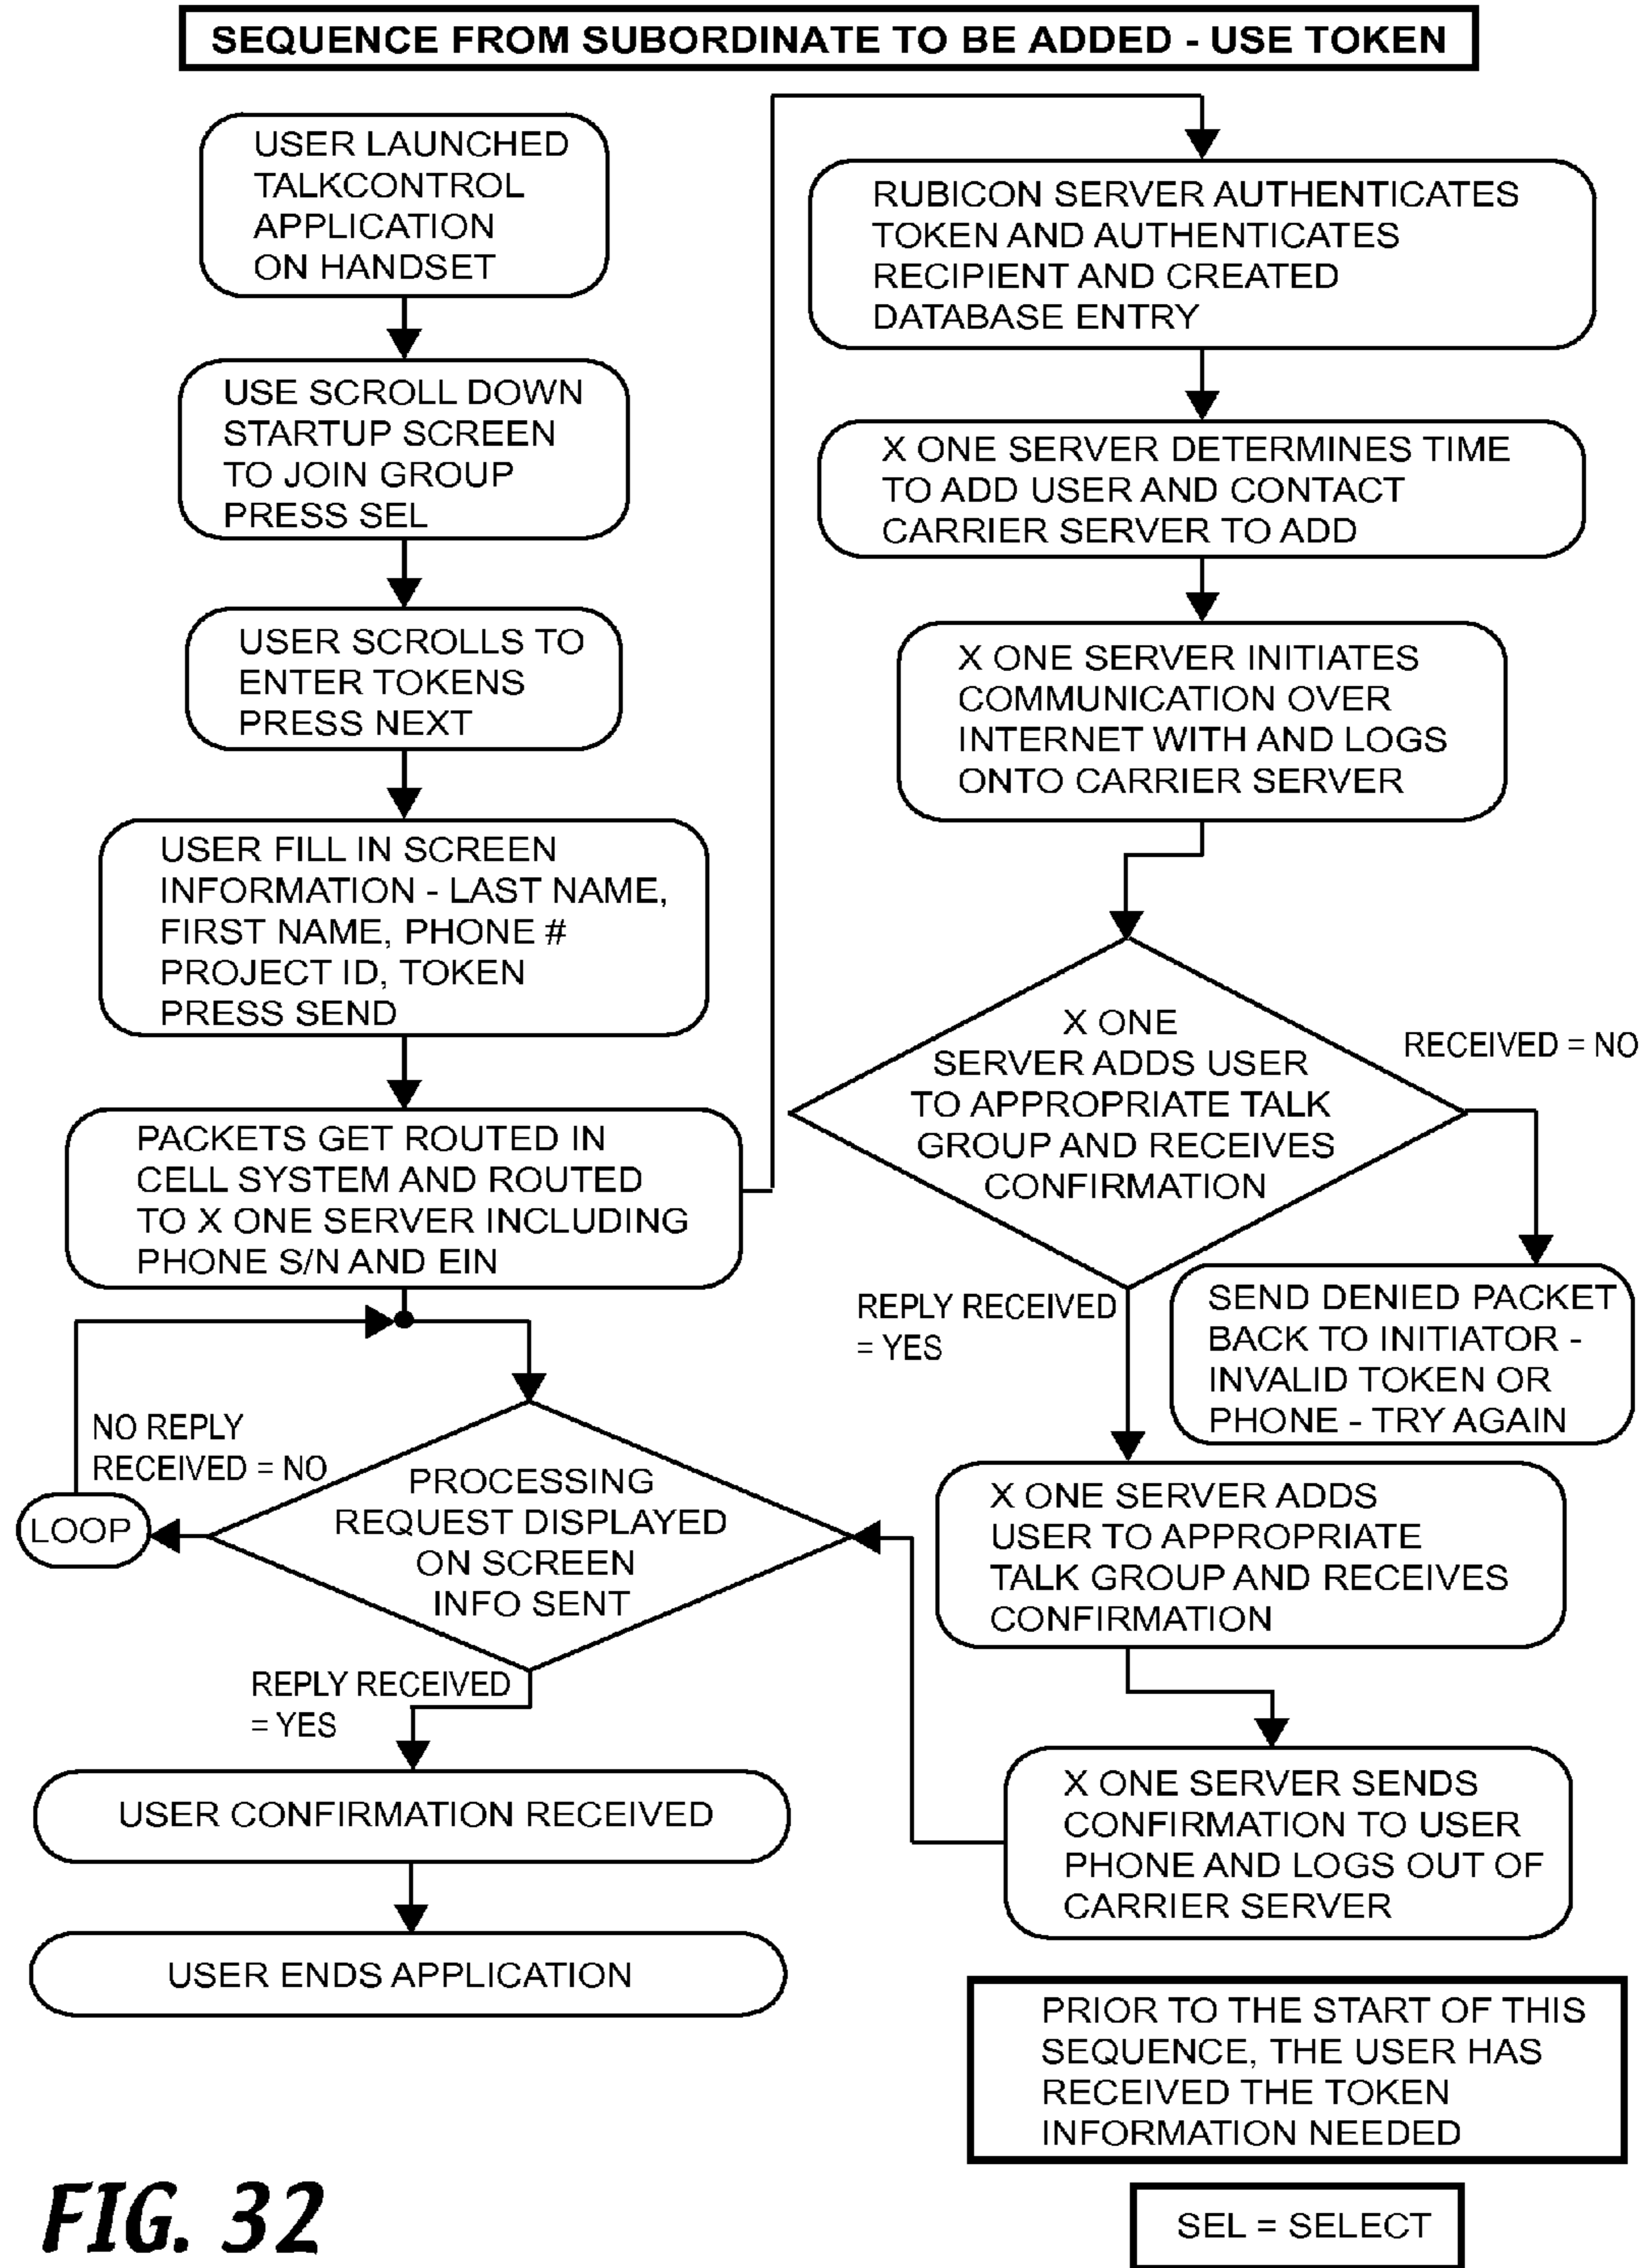 SEQUENCE FROM SUBORDINATE TO BE ADDED - USE TOKEN
USER LAUNCHED
TALKCONTROL
APPLICATION
ON HANDSET
USE SCROLL DOWN
STARTUP SCREEN
TO JOIN GROUP
PRESS SEL
USER SCROLLS TO
ENTER TOKENS
PRESS NEXT
USER FILL IN SCREEN
INFORMATION - LAST NAME,
FIRST NAME, PHONE #
PROJECT ID, TOKEN
PRESS SEND
PACKETS GET ROUTED IN
CELL SYSTEM AND ROUTED
TO X ONE SERVER INCLUDING
PHONE S/N AND EIN
NO REPLY
RECEIVED = NO
LOOP
PROCESSING
REQUEST DISPLAYED
ON SCREEN
INFO SENT
REPLY RECEIVED
= YES
USER CONFIRMATION RECEIVED
USER ENDS APPLICATION
RUBICON SERVER AUTHENTICATES
TOKEN AND AUTHENTICATES
RECIPIENT AND CREATED
DATABASE ENTRY
X ONE SERVER DETERMINES TIME
TO ADD USER AND CONTACT
CARRIER SERVER TO ADD
X ONE SERVER INITIATES
COMMUNICATION OVER
INTERNET WITH AND LOGS
ONTO CARRIER SERVER
X ONE
SERVER ADDS USER
TO APPROPRIATE TALK
GROUP AND RECEIVES
CONFIRMATION
RECEIVED = NO
SEND DENIED PACKET
BACK TO INITIATOR -
INVALID TOKEN OR
PHONE - TRY AGAIN
REPLY RECEIVED
= YES
X ONE SERVER ADDS
USER TO APPROPRIATE
TALK GROUP AND RECEIVES
CONFIRMATION
X ONE SERVER SENDS
CONFIRMATION TO USER
PHONE AND LOGS OUT OF
CARRIER SERVER
PRIOR TO THE START OF THIS
SEQUENCE, THE USER HAS
RECEIVED THE TOKEN
INFORMATION NEEDED
SEL = SELECT
FIG. 32